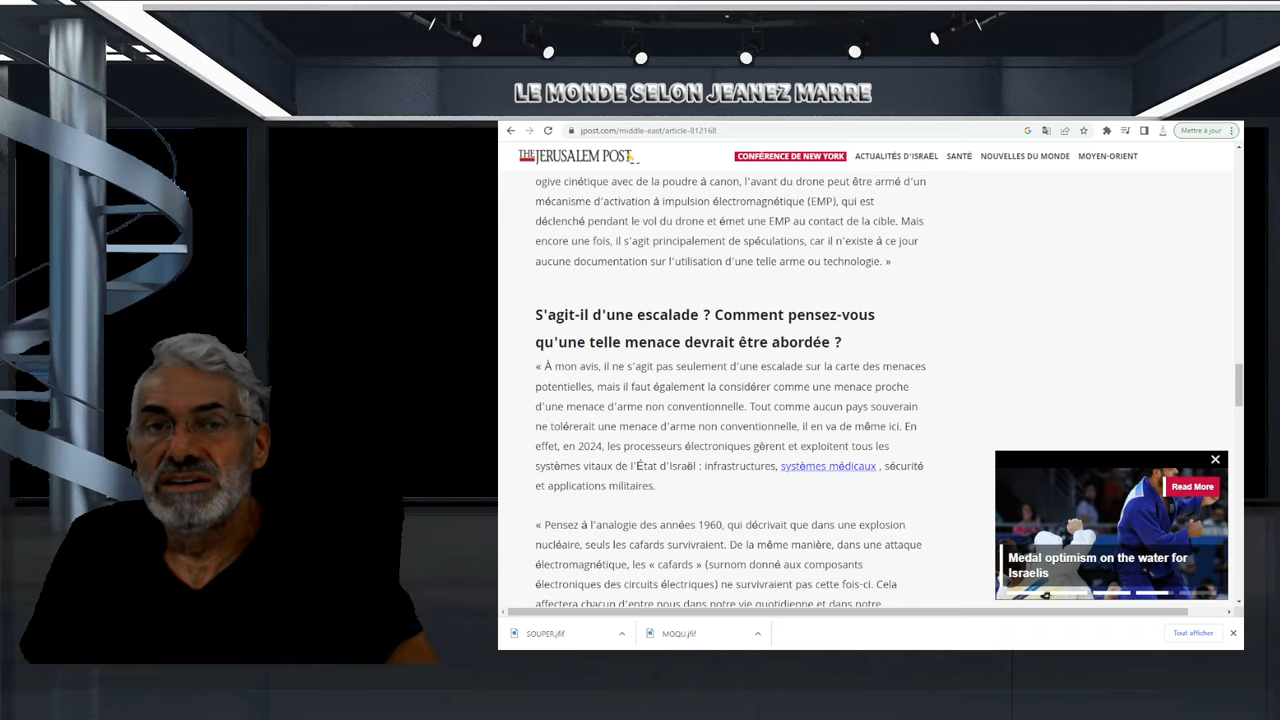 LE MONDE SELON JEANEZ MARRE
jpost.com/middle-east/article-812168
Mettre à jour
THE JERUSALEM POST
CONFÉRENCE DE NEW YORK
ACTUALITÉS D'ISRAËL
SANTÉ
NOUVELLES DU MONDE
MOYEN-ORIENT
ogive cinétique avec de la poudre à canon, l'avant du drone peut être armé d'un
mécanisme d'activation à impulsion électromagnétique (EMP), qui est
déclenché pendant le vol du drone et émet une EMP au contact de la cible. Mais
encore une fois, il s'agit principalement de spéculations, car il n'existe à ce jour
aucune documentation sur l'utilisation d'une telle arme ou technologie. »
S'agit-il d'une escalade ? Comment pensez-vous
qu'une telle menace devrait être abordée ?
« À mon avis, il ne s'agit pas seulement d'une escalade sur la carte des menaces
potentielles, mais il faut également la considérer comme une menace proche
d'une menace d'arme non conventionnelle. Tout comme aucun pays souverain
ne tolérerait une menace d'arme non conventionnelle, il en va de même ici. En
effet, en 2024, les processeurs électroniques gèrent et exploitent tous les
systèmes vitaux de l'État d'Israël : infrastructures, systèmes médicaux , sécurité
et applications militaires.
« Pensez à l'analogie des années 1960, qui décrivait que dans une explosion
nucléaire, seuls les cafards survivraient. De la même manière, dans une attaque
électromagnétique, les « cafards » (surnom donné aux composants
électroniques des circuits électriques) ne survivraient pas cette fois-ci. Cela
affectera chacun d'entre nous dans notre vie quotidienne et dans notre
Read More
Medal optimism on the water for
Israelis
SOUPER.jfif
MOQU.jfif
Tout afficher